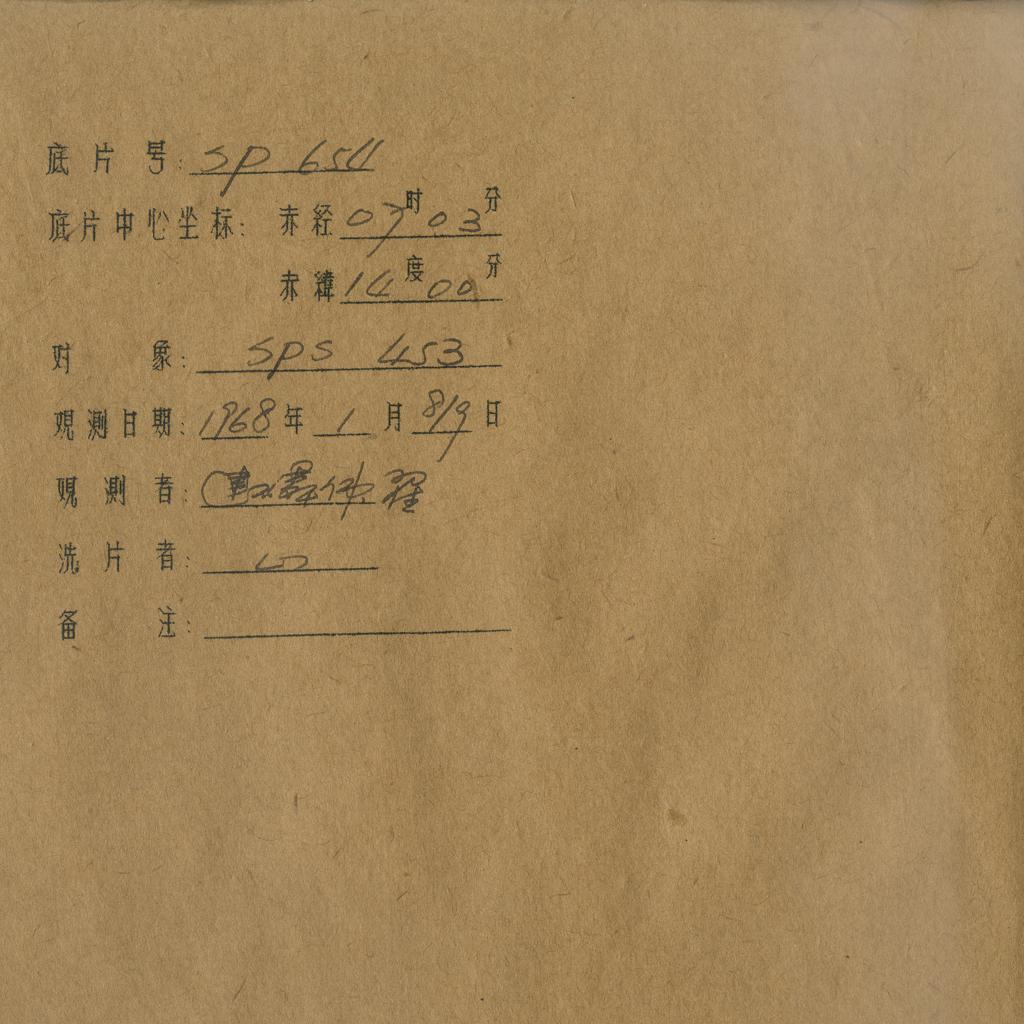 底片号: SP 654
底片中心坐标: 赤经 07时03分
赤緯 14度00分
对象: SPS 453
观测日期: 1968年1月8/9日
观测者:
洗片者:
备注: